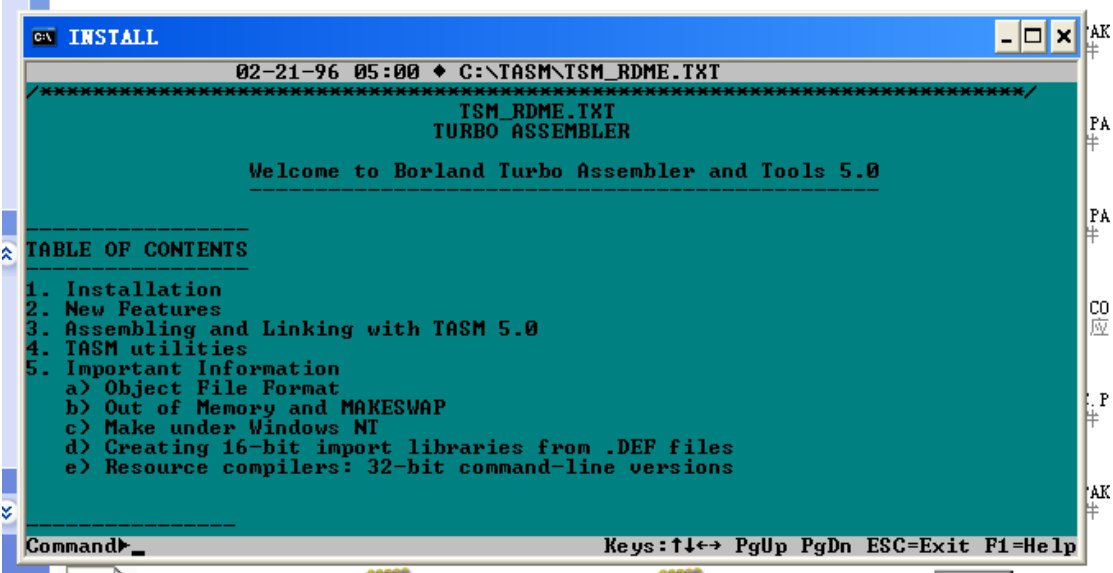 INSTALL
02-21-96 05:00 ♦ C:\TASM\TSM_RDME.TXT
/****************************************************************************/
TSM_RDME.TXT
TURBO ASSEMBLER
Welcome to Borland Turbo Assembler and Tools 5.0
------------------------------------------------
-----------------
TABLE OF CONTENTS
-----------------
1. Installation
2. New Features
3. Assembling and Linking with TASM 5.0
4. TASM utilities
5. Important Information
a) Object File Format
b) Out of Memory and MAKESWAP
c) Make under Windows NT
d) Creating 16-bit import libraries from .DEF files
e) Resource compilers: 32-bit command-line versions
----------------
Command►_ Keys:↑↓←→ PgUp PgDn ESC=Exit F1=Help
PA
PA
CO
应